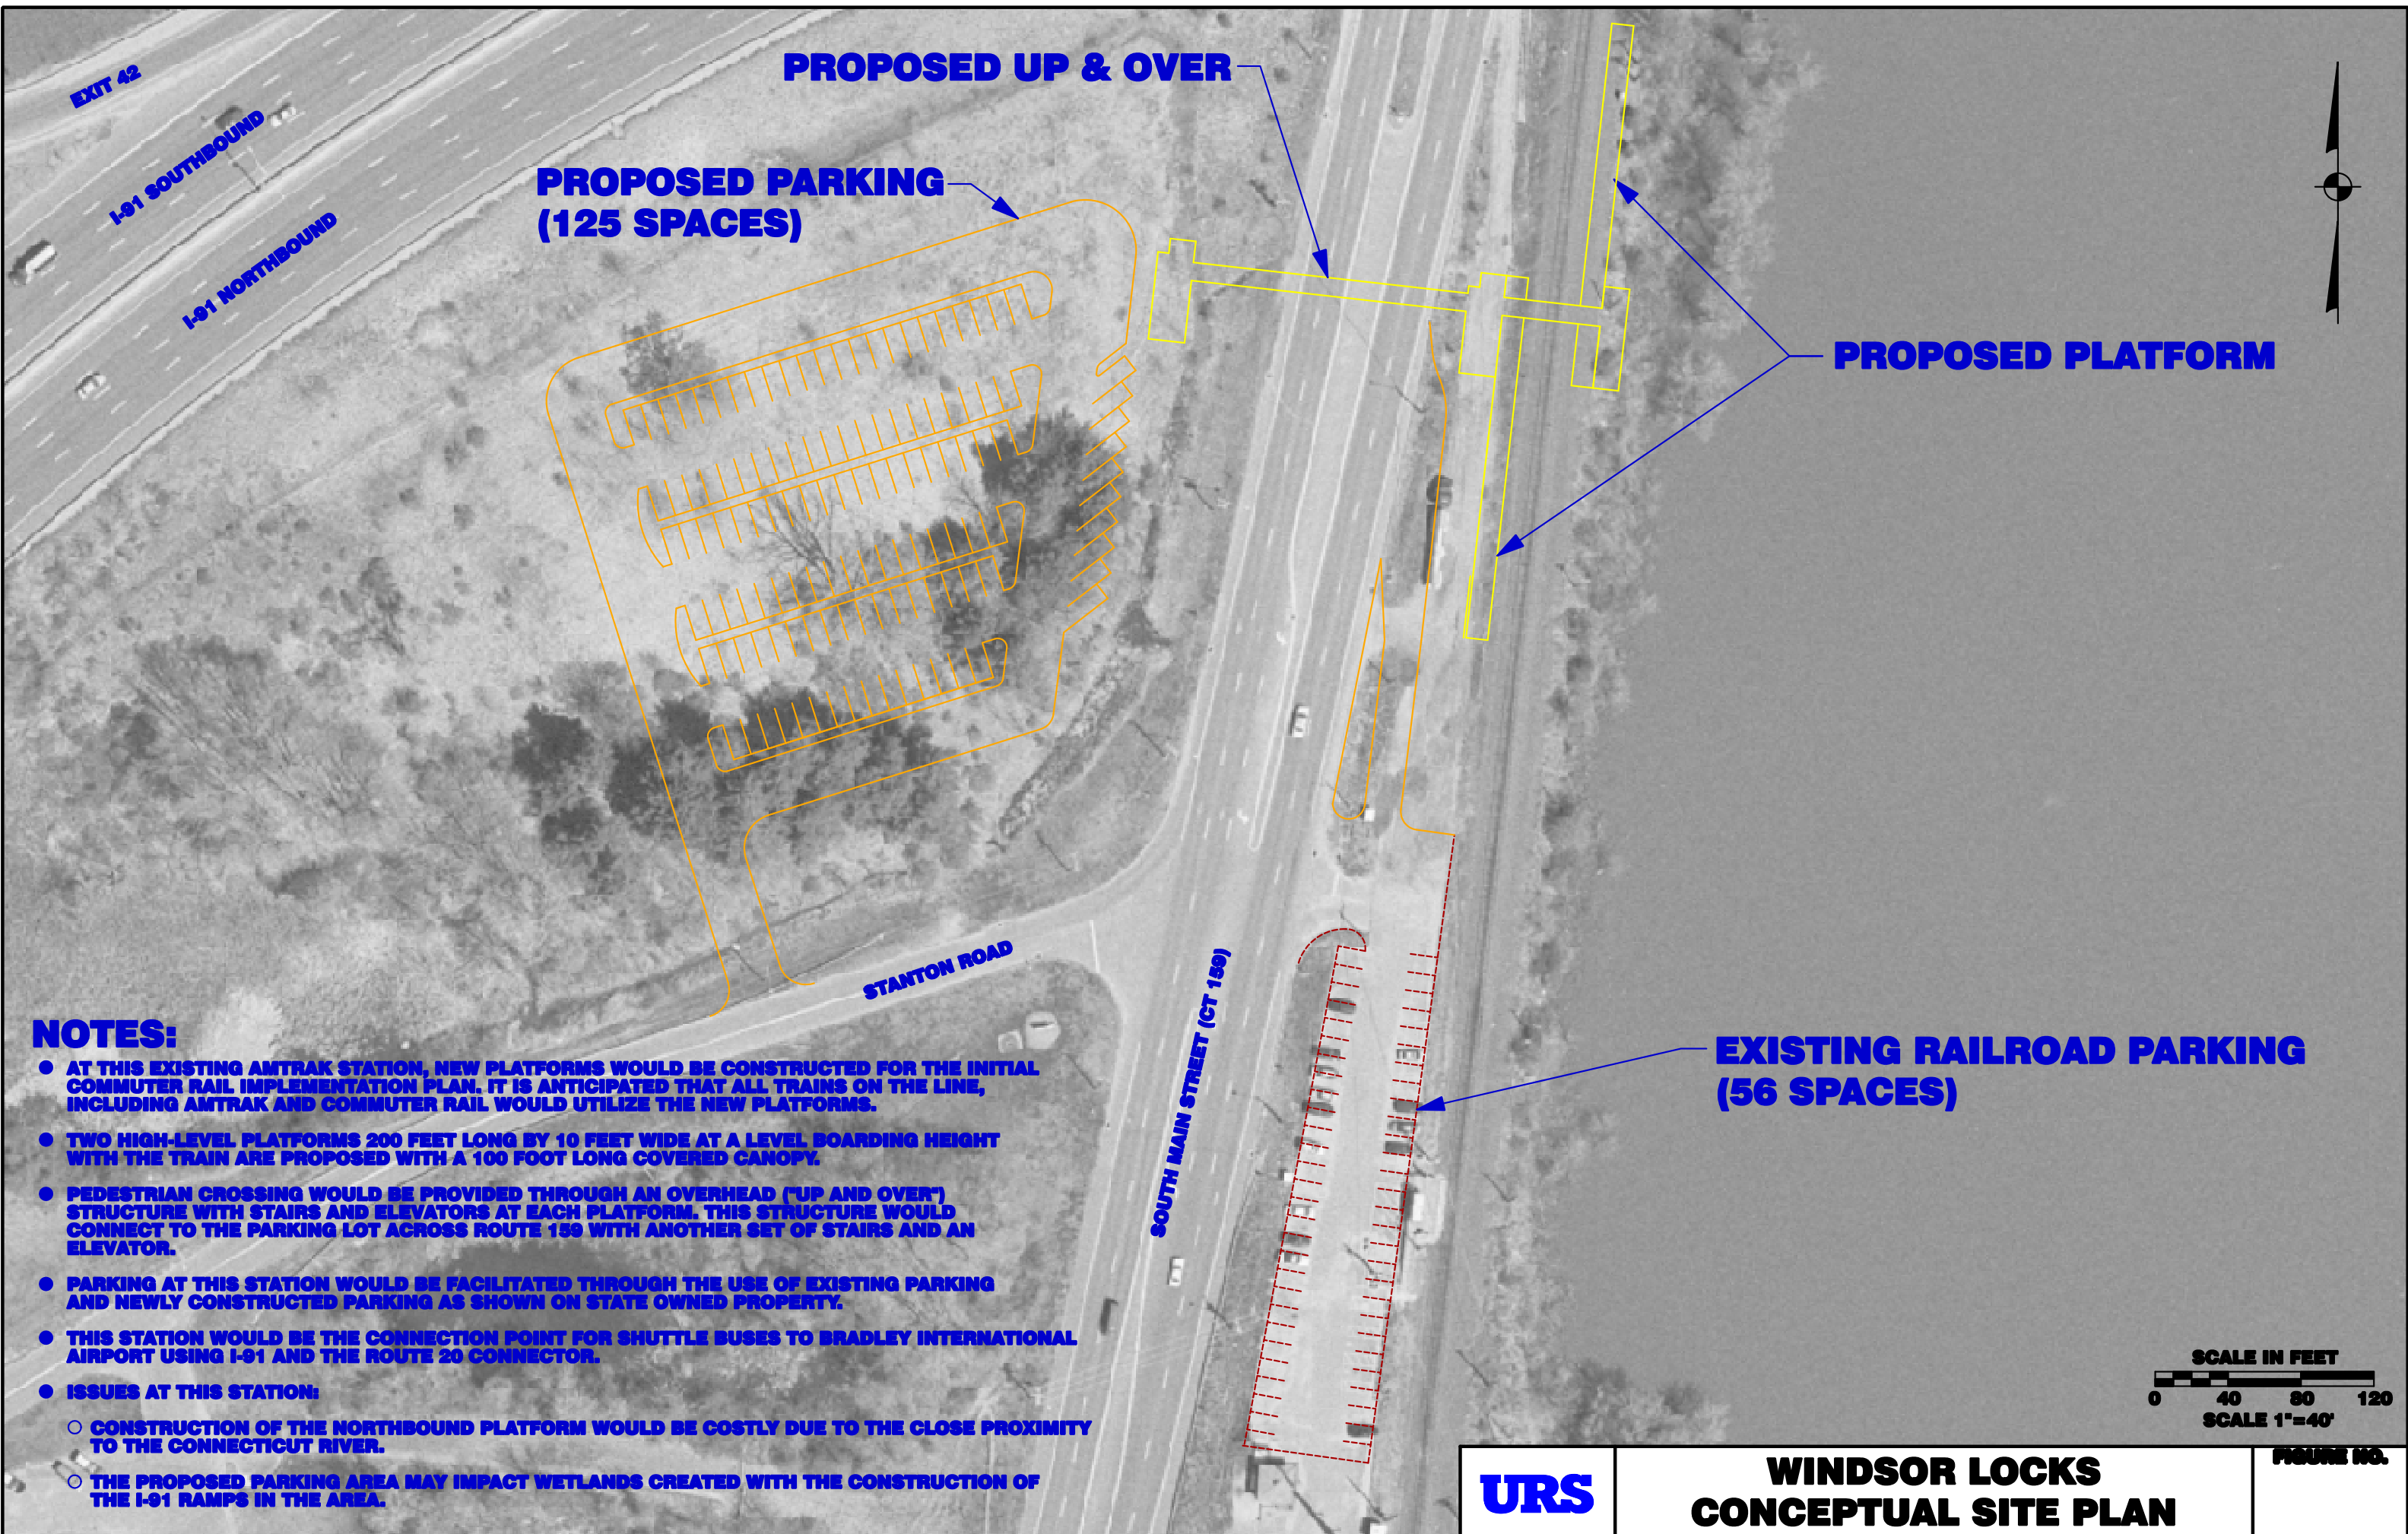 EXIT 42
I-91 SOUTHBOUND
I-91 NORTHBOUND
PROPOSED UP & OVER
PROPOSED PARKING
(125 SPACES)
PROPOSED PLATFORM
STANTON ROAD
SOUTH MAIN STREET (CT 159)
EXISTING RAILROAD PARKING
(56 SPACES)
NOTES:
● AT THIS EXISTING AMTRAK STATION, NEW PLATFORMS WOULD BE CONSTRUCTED FOR THE INITIAL
COMMUTER RAIL IMPLEMENTATION PLAN. IT IS ANTICIPATED THAT ALL TRAINS ON THE LINE,
INCLUDING AMTRAK AND COMMUTER RAIL WOULD UTILIZE THE NEW PLATFORMS.
● TWO HIGH-LEVEL PLATFORMS 200 FEET LONG BY 10 FEET WIDE AT A LEVEL BOARDING HEIGHT
WITH THE TRAIN ARE PROPOSED WITH A 100 FOOT LONG COVERED CANOPY.
● PEDESTRIAN CROSSING WOULD BE PROVIDED THROUGH AN OVERHEAD ("UP AND OVER")
STRUCTURE WITH STAIRS AND ELEVATORS AT EACH PLATFORM. THIS STRUCTURE WOULD
CONNECT TO THE PARKING LOT ACROSS ROUTE 159 WITH ANOTHER SET OF STAIRS AND AN
ELEVATOR.
● PARKING AT THIS STATION WOULD BE FACILITATED THROUGH THE USE OF EXISTING PARKING
AND NEWLY CONSTRUCTED PARKING AS SHOWN ON STATE OWNED PROPERTY.
● THIS STATION WOULD BE THE CONNECTION POINT FOR SHUTTLE BUSES TO BRADLEY INTERNATIONAL
AIRPORT USING I-91 AND THE ROUTE 20 CONNECTOR.
● ISSUES AT THIS STATION:
○ CONSTRUCTION OF THE NORTHBOUND PLATFORM WOULD BE COSTLY DUE TO THE CLOSE PROXIMITY
TO THE CONNECTICUT RIVER.
○ THE PROPOSED PARKING AREA MAY IMPACT WETLANDS CREATED WITH THE CONSTRUCTION OF
THE I-91 RAMPS IN THE AREA.
SCALE IN FEET
0 40 80 120
SCALE 1"=40'
URS
WINDSOR LOCKS
CONCEPTUAL SITE PLAN
FIGURE NO.